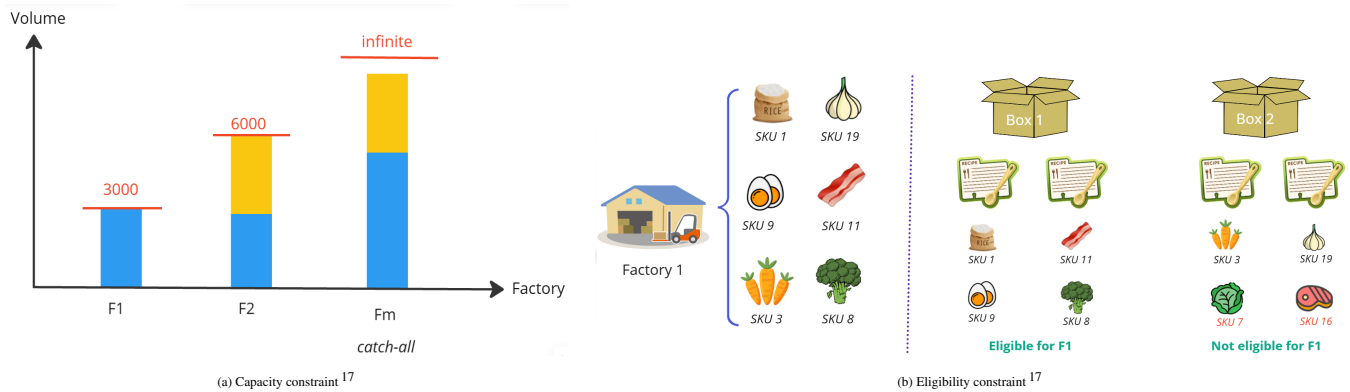 Volume
infinite
6000
3000
F1
F2
Fm
Factory
catch-all
(a) Capacity constraint 17
RICE
SKU 1
SKU 19
SKU 9
SKU 11
Factory 1
SKU 3
SKU 8
Box 1
RECIPE
RECIPE
RICE
SKU 1
SKU 11
SKU 9
SKU 8
Eligible for F1
Box 2
RECIPE
RECIPE
SKU 3
SKU 19
SKU 7
SKU 16
Not eligible for F1
(b) Eligibility constraint 17